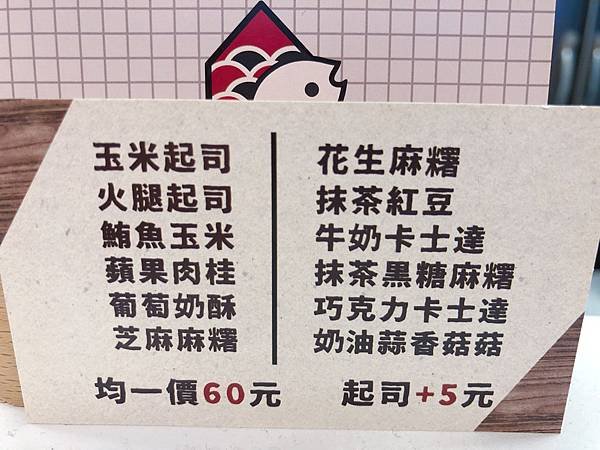 玉米起司
火腿起司
鮪魚玉米
蘋果肉桂
葡萄奶酥
芝麻麻糬
花生麻糬
抹茶紅豆
牛奶卡士達
抹茶黑糖麻糬
巧克力卡士達
奶油蒜香菇菇
均一價60元
起司+5元